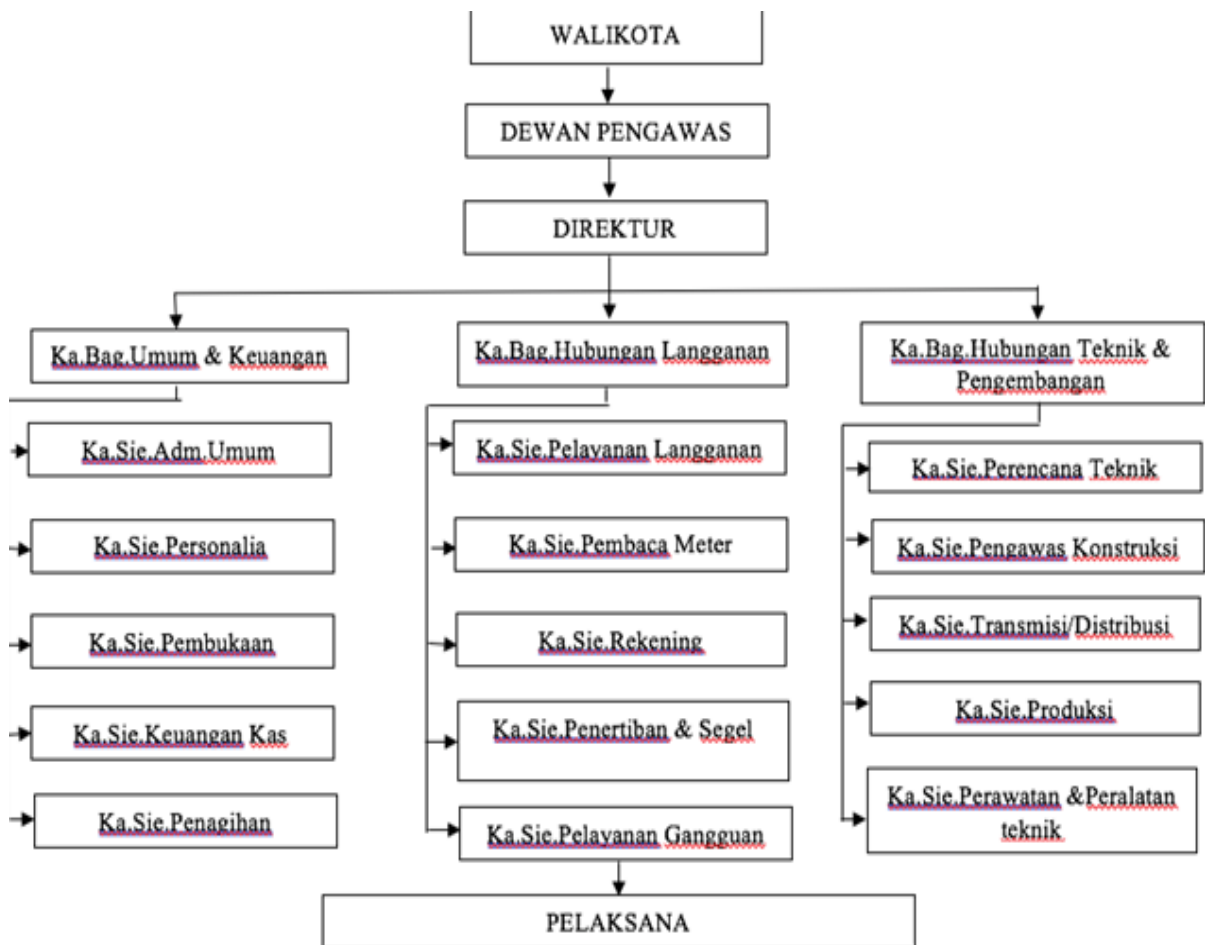 WALIKOTA
DEWAN PENGAWAS
DIREKTUR
Ka.Bag.Umum & Keuangan
Ka.Sie.Adm.Umum
Ka.Sie.Personalia
Ka.Sie.Pembukaan
Ka.Sie.Keuangan Kas
Ka.Sie.Penagihan
Ka.Bag.Hubungan Langganan
Ka.Sie.Pelayanan Langganan
Ka.Sie.Pembaca Meter
Ka.Sie.Rekening
Ka.Sie.Penertiban & Segel
Ka.Sie.Pelayanan Gangguan
Ka.Bag.Hubungan Teknik &
Pengembangan
Ka.Sie.Perencana Teknik
Ka.Sie.Pengawas Konstruksi
Ka.Sie.Transmisi/Distribusi
Ka.Sie.Produksi
Ka.Sie.Perawatan &Peralatan
teknik
PELAKSANA